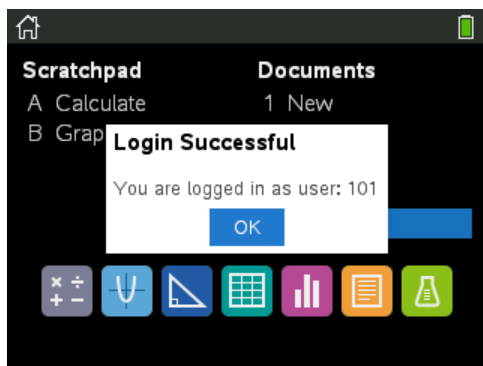 Scratchpad
Documents
A Calculate
1 New
B Grap
Login Successful
You are logged in as user: 101
OK